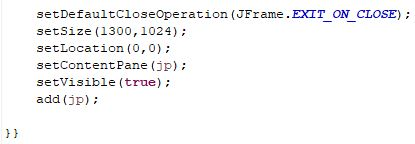 setDefaultCloseOperation(JFrame.EXIT_ON_CLOSE);
setSize(1300,1024);
setLocation(0,0);
setContentPane(jp);
setVisible(true);
add(jp);
}}